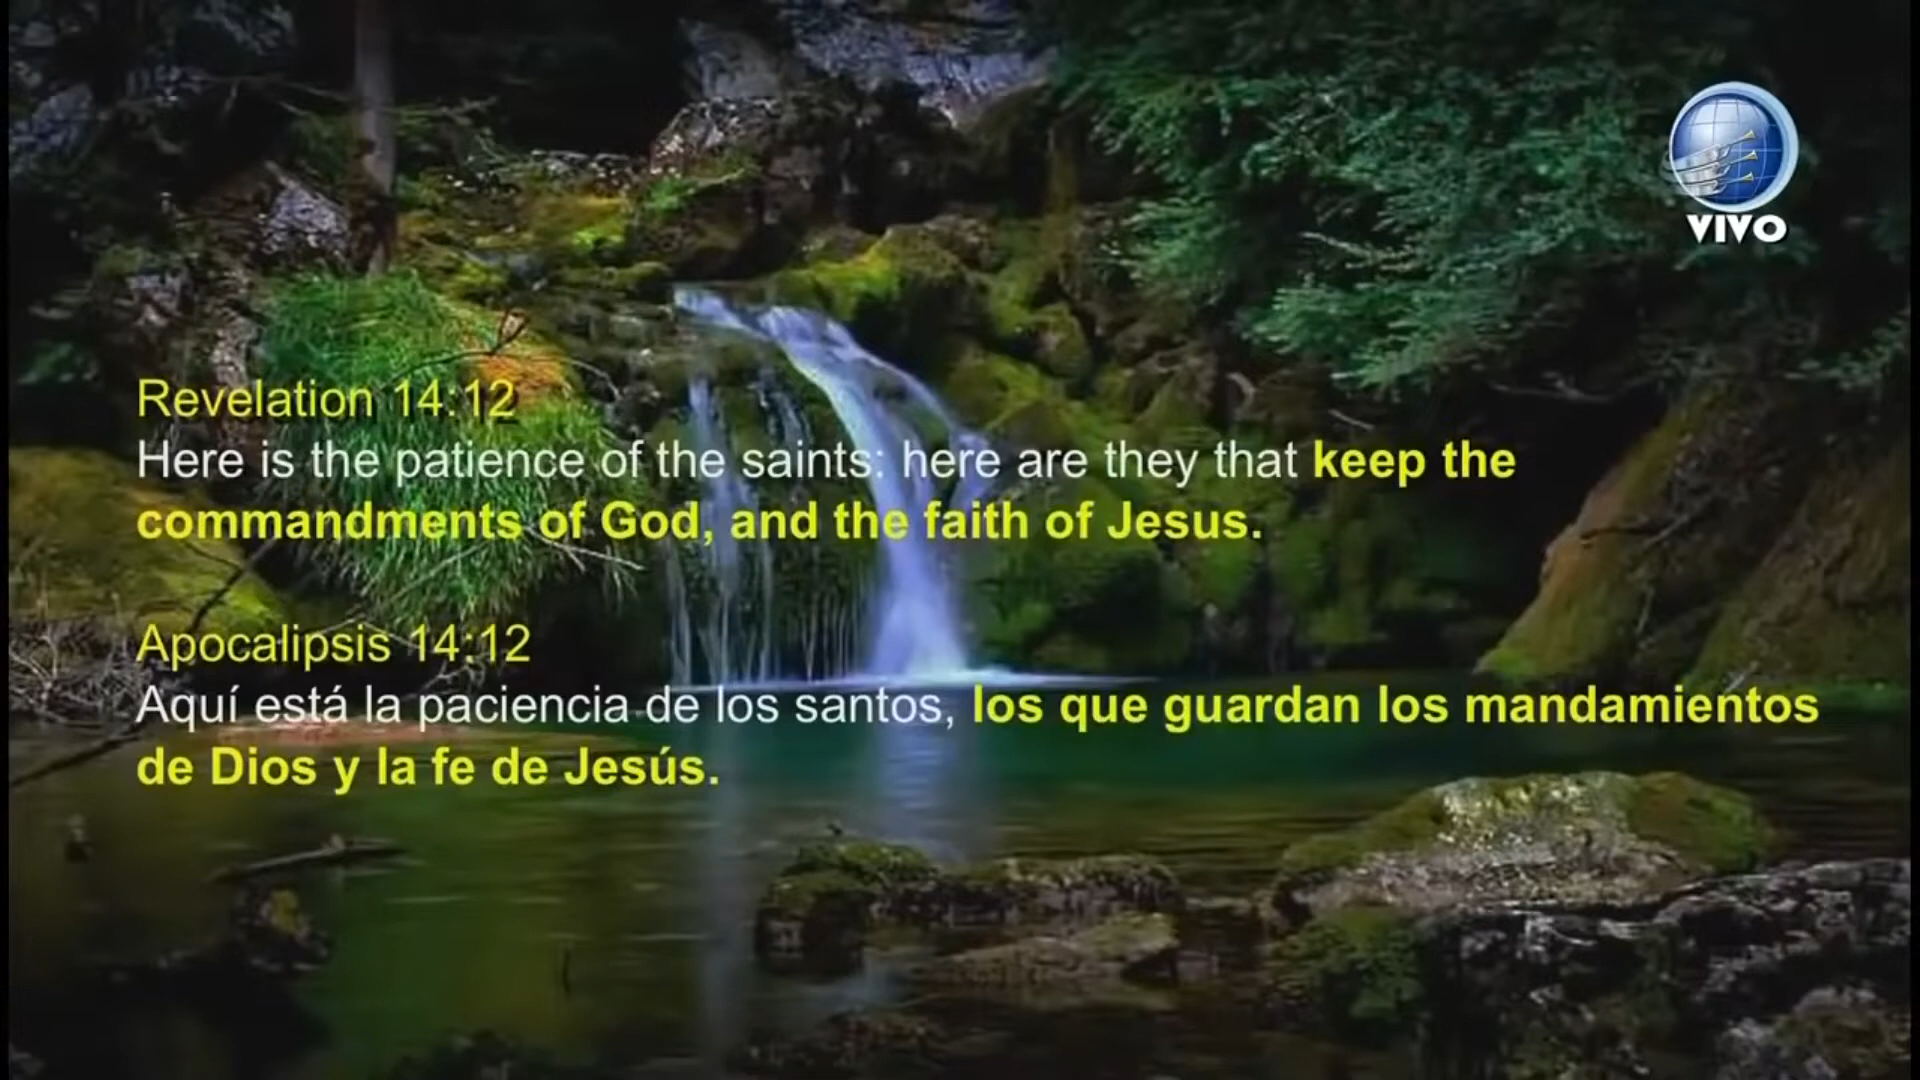 VIVO
Revelation 14:12
Here is the patience of the saints: here are they that keep the
commandments of God, and the faith of Jesus.
Apocalipsis 14:12
Aquí está la paciencia de los santos, los que guardan los mandamientos
de Dios y la fe de Jesús.